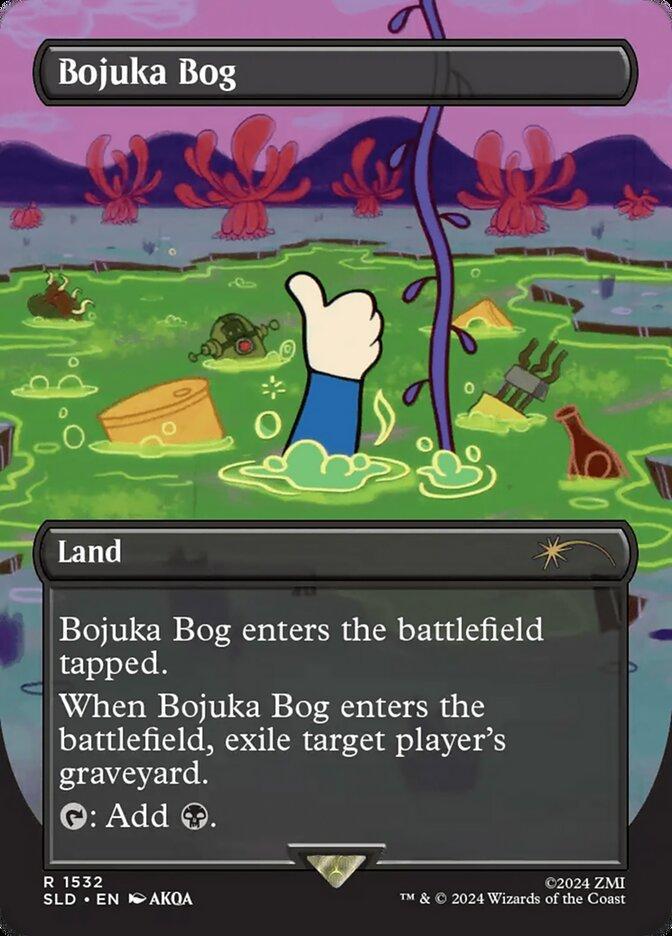 Bojuka Bog
Land
Bojuka Bog enters the battlefield
tapped.
When Bojuka Bog enters the
battlefield, exile target player's
graveyard.
: Add .
R 1532
SLD • EN AKQA
©2024 ZMI
™ & © 2024 Wizards of the Coast